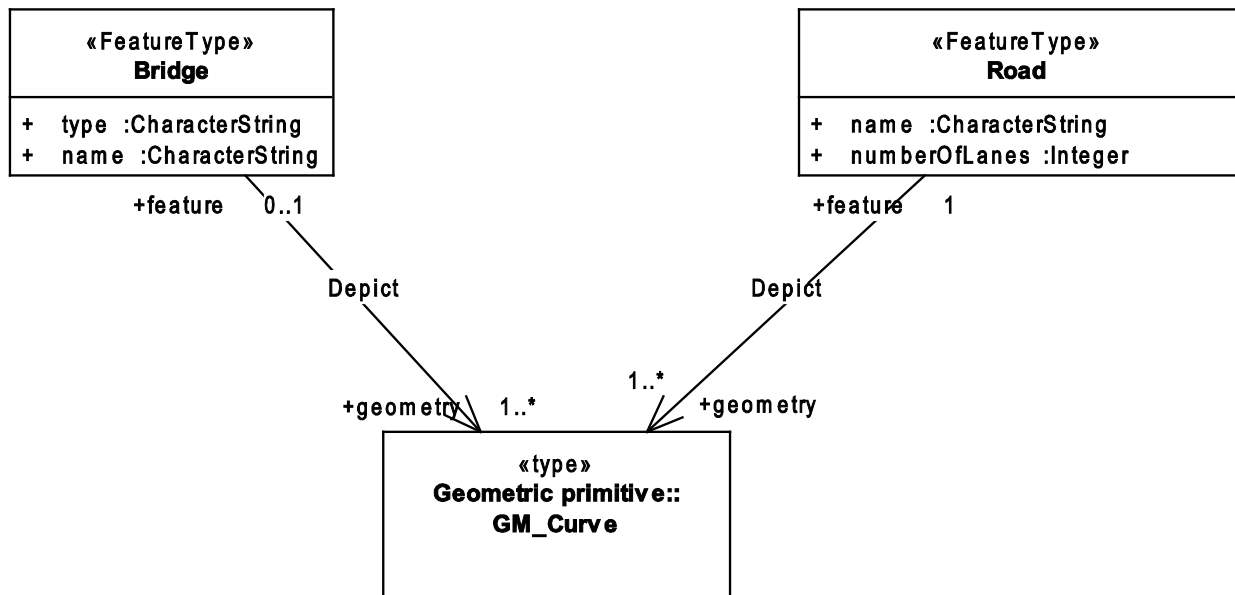 «FeatureType»
Bridge
+ type :CharacterString
+ name :CharacterString
«FeatureType»
Road
+ name :CharacterString
+ numberOfLanes :Integer
+feature 0..1
+feature 1
Depict
Depict
1..*
+geometry 1..*
+geometry
«type»
Geometric primitive::
GM_Curve